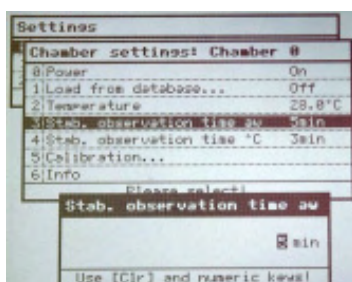 Settings
Chamber settings: Chamber 0
0 Power On
1 Load from database... Off
2 Temperature 28.0°C
3 Stab. observation time aw 5min
4 Stab. observation time °C 3min
5 Calibration...
6 Info
Please select!
Stab. observation time aw
min
Use [Clr] and numeric keys!